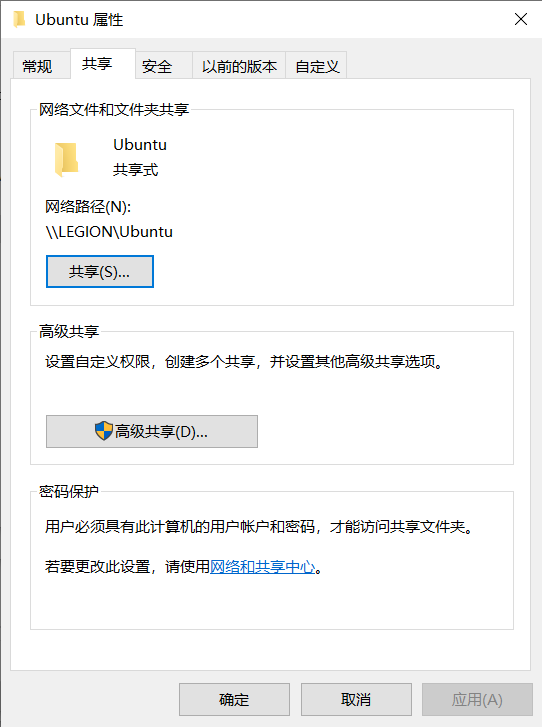 Ubuntu 属性
常规
共享
安全
以前的版本
自定义
网络文件和文件夹共享
Ubuntu
共享式
网络路径(N):
\\LEGION\Ubuntu
共享(S)...
高级共享
设置自定义权限，创建多个共享，并设置其他高级共享选项。
高级共享(D)...
密码保护
用户必须具有此计算机的用户帐户和密码，才能访问共享文件夹。
若要更改此设置，请使用网络和共享中心。
确定
取消
应用(A)